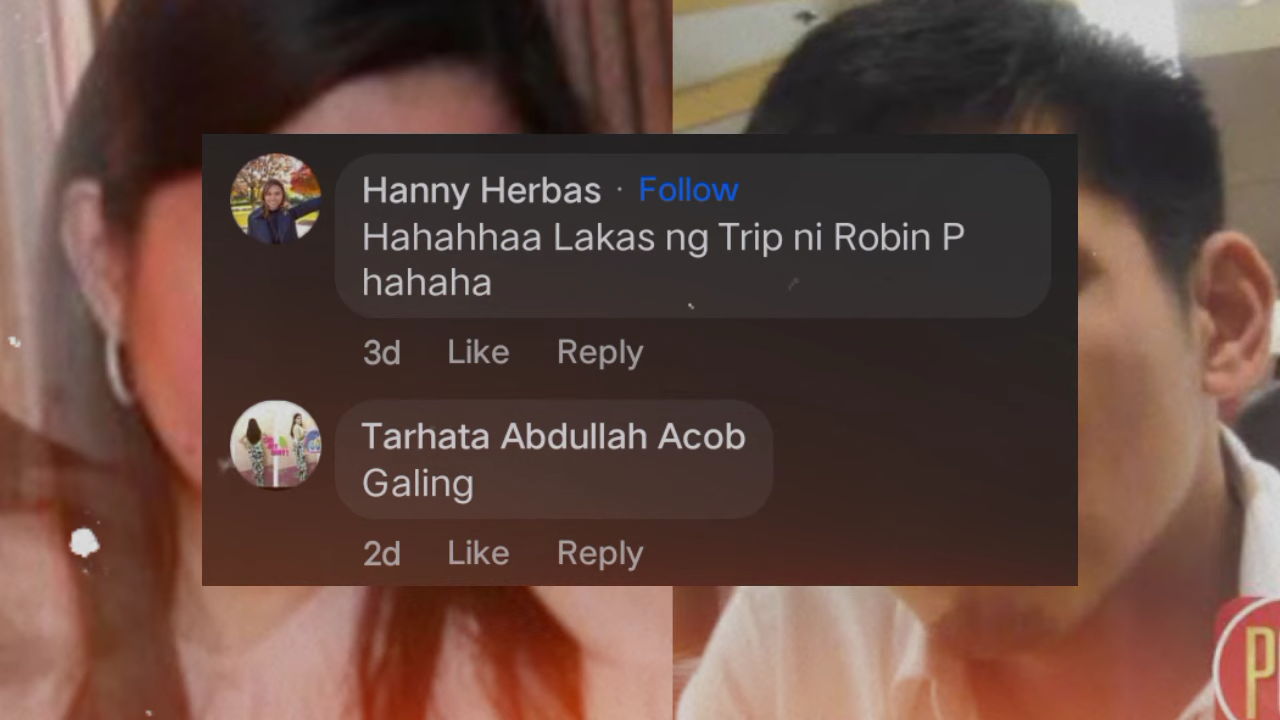 Hanny Herbas · Follow
Hahahhaa Lakas ng Trip ni Robin P
hahaha
3d Like Reply
Tarhata Abdullah Acob
Galing
2d Like Reply
P